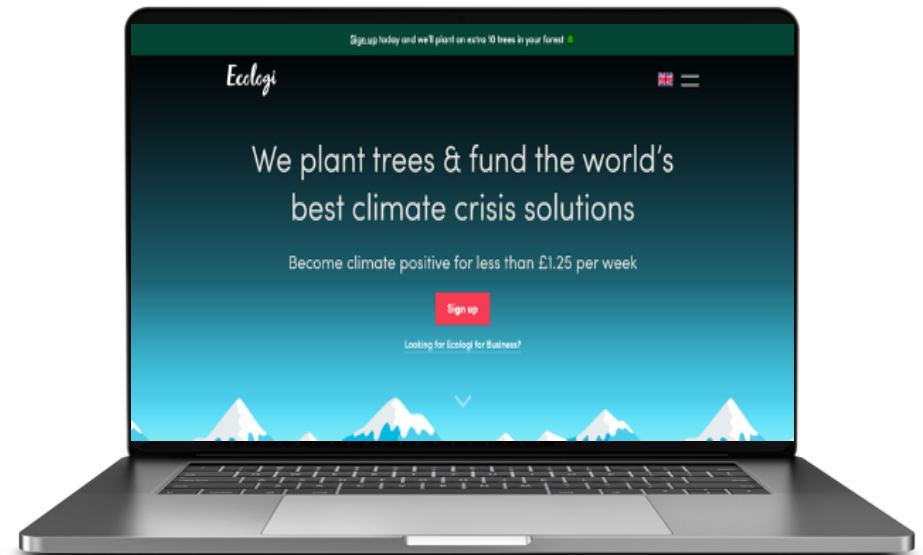 Sign up today and we'll plant an extra 10 trees in your forest
Ecologi
We plant trees & fund the world's
best climate crisis solutions
Become climate positive for less than £1.25 per week
Sign up
Looking for Ecologi for Business?